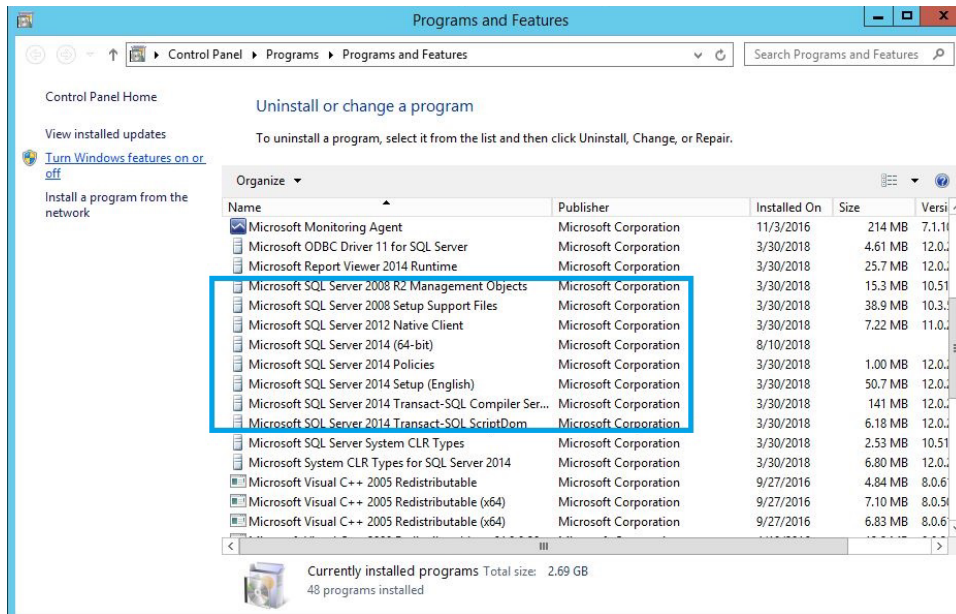 Programs and Features
Control Panel Programs Programs and Features
Search Programs and Features
Control Panel Home
View installed updates
Turn Windows features on or
off
Install a program from the
network
Uninstall or change a program
To uninstall a program, select it from the list and then click Uninstall, Change, or Repair.
Organize
Name Publisher Installed On Size Versi
Microsoft Monitoring Agent Microsoft Corporation 11/3/2016 214 MB 7.1.1
Microsoft ODBC Driver 11 for SQL Server Microsoft Corporation 3/30/2018 4.61 MB 12.0.
Microsoft Report Viewer 2014 Runtime Microsoft Corporation 3/30/2018 25.7 MB 12.0.
Microsoft SQL Server 2008 R2 Management Objects Microsoft Corporation 3/30/2018 15.3 MB 10.51
Microsoft SQL Server 2008 Setup Support Files Microsoft Corporation 3/30/2018 38.9 MB 10.3.
Microsoft SQL Server 2012 Native Client Microsoft Corporation 3/30/2018 7.22 MB 11.0.
Microsoft SQL Server 2014 (64-bit) Microsoft Corporation 8/10/2018
Microsoft SQL Server 2014 Policies Microsoft Corporation 3/30/2018 1.00 MB 12.0.
Microsoft SQL Server 2014 Setup (English) Microsoft Corporation 3/30/2018 50.7 MB 12.0.
Microsoft SQL Server 2014 Transact-SQL Compiler Ser... Microsoft Corporation 3/30/2018 141 MB 12.0.
Microsoft SQL Server 2014 Transact-SQL ScriptDom Microsoft Corporation 3/30/2018 6.18 MB 12.0.
Microsoft SQL Server System CLR Types Microsoft Corporation 3/30/2018 2.53 MB 10.51
Microsoft System CLR Types for SQL Server 2014 Microsoft Corporation 3/30/2018 6.80 MB 12.0.
Microsoft Visual C++ 2005 Redistributable Microsoft Corporation 9/27/2016 4.84 MB 8.0.6
Microsoft Visual C++ 2005 Redistributable (x64) Microsoft Corporation 9/27/2016 7.10 MB 8.0.5
Microsoft Visual C++ 2005 Redistributable (x64) Microsoft Corporation 9/27/2016 6.83 MB 8.0.6
Currently installed programs Total size: 2.69 GB
48 programs installed